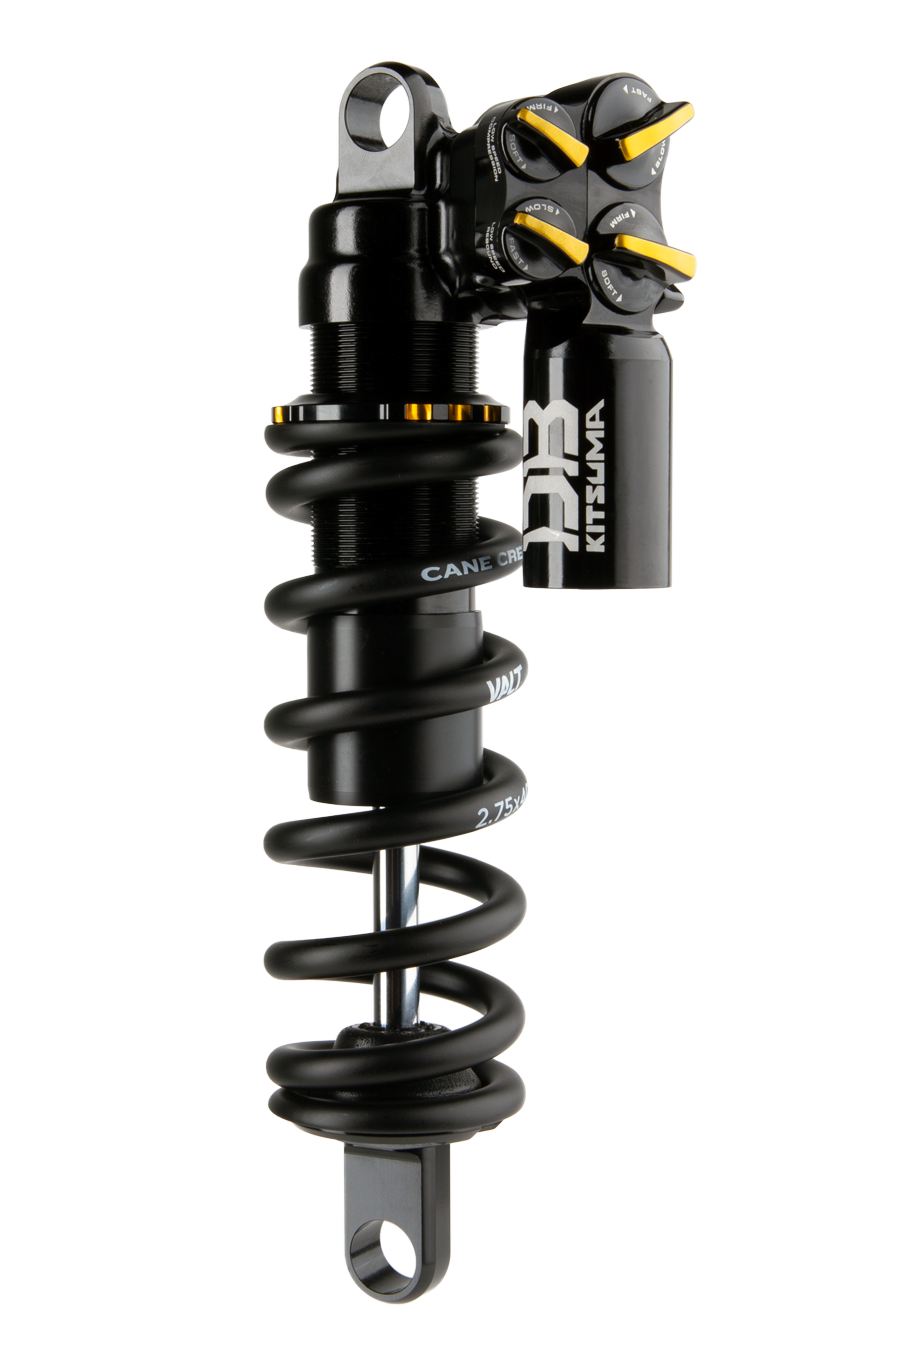 FAST
SLOW
FIRM
SOFT
LOW SPEED
COMPRESSION
SLOW
FAST
LOW SPEED
REBOUND
FIRM
SOFT
DB
KITSUMA
CANE CRE
VALT
2.75x4